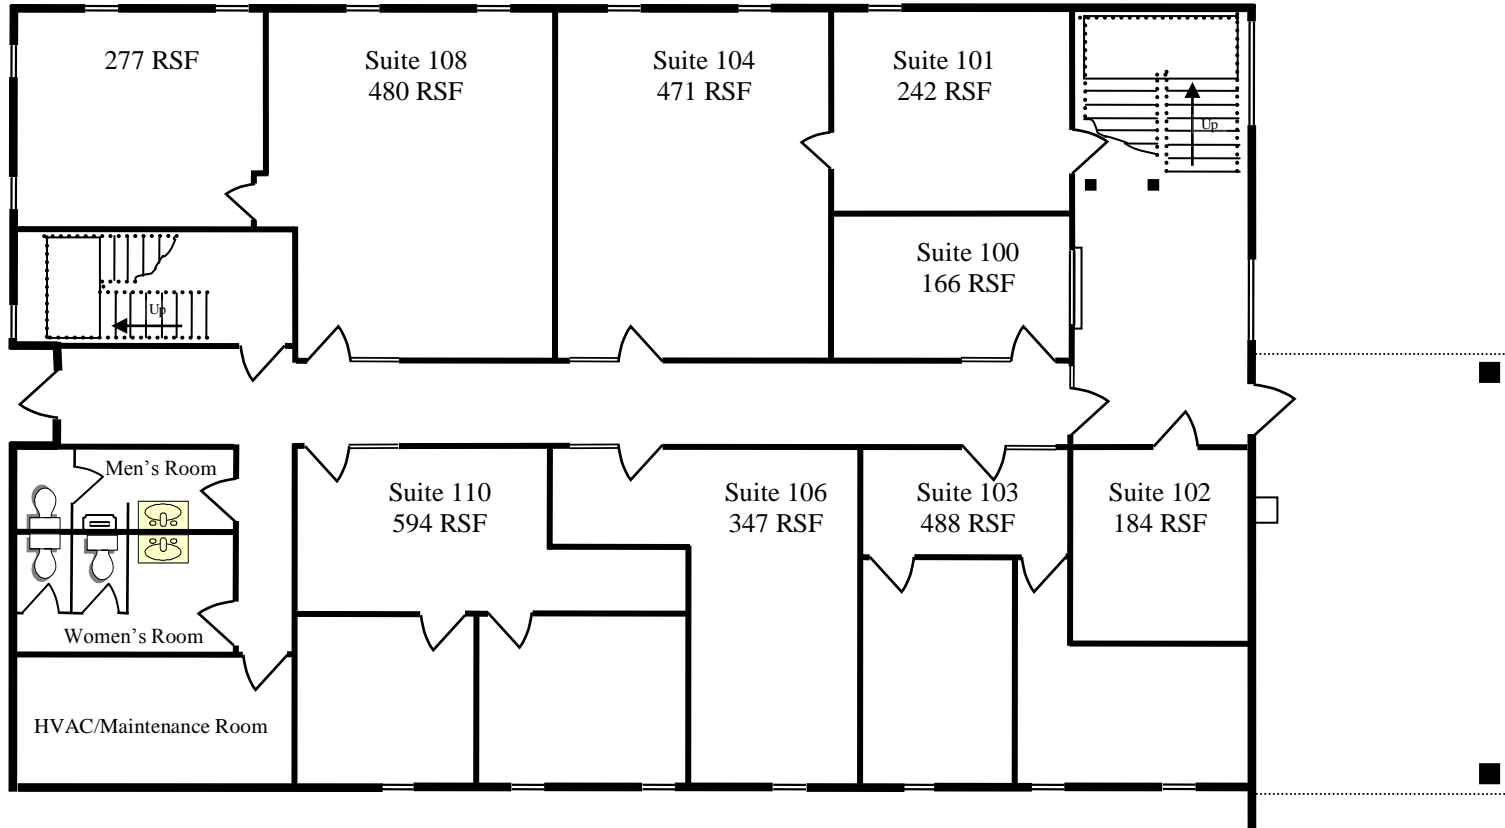 277 RSF
Suite 108
480 RSF
Suite 104
471 RSF
Suite 101
242 RSF
Up
Suite 100
166 RSF
Up
Men's Room
Suite 110
594 RSF
Suite 106
347 RSF
Suite 103
488 RSF
Suite 102
184 RSF
Women's Room
HVAC/Maintenance Room